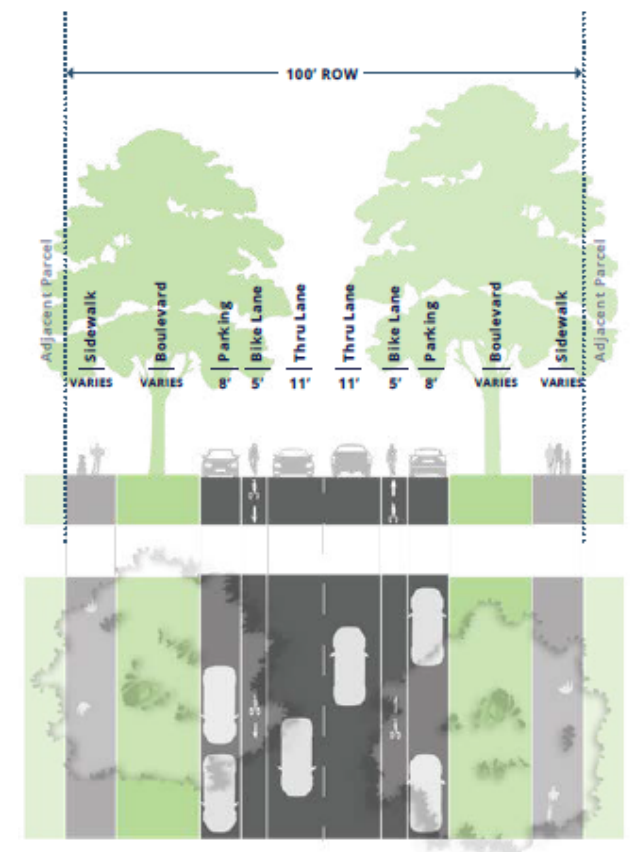 100' ROW
Adjacent Parcel
Sidewalk
Boulevard
Parking
Bike Lane
Thru Lane
Thru Lane
Bike Lane
Parking
Boulevard
Sidewalk
Adjacent Parcel
VARIES
VARIES
8'
5'
11'
11'
5'
8'
VARIES
VARIES